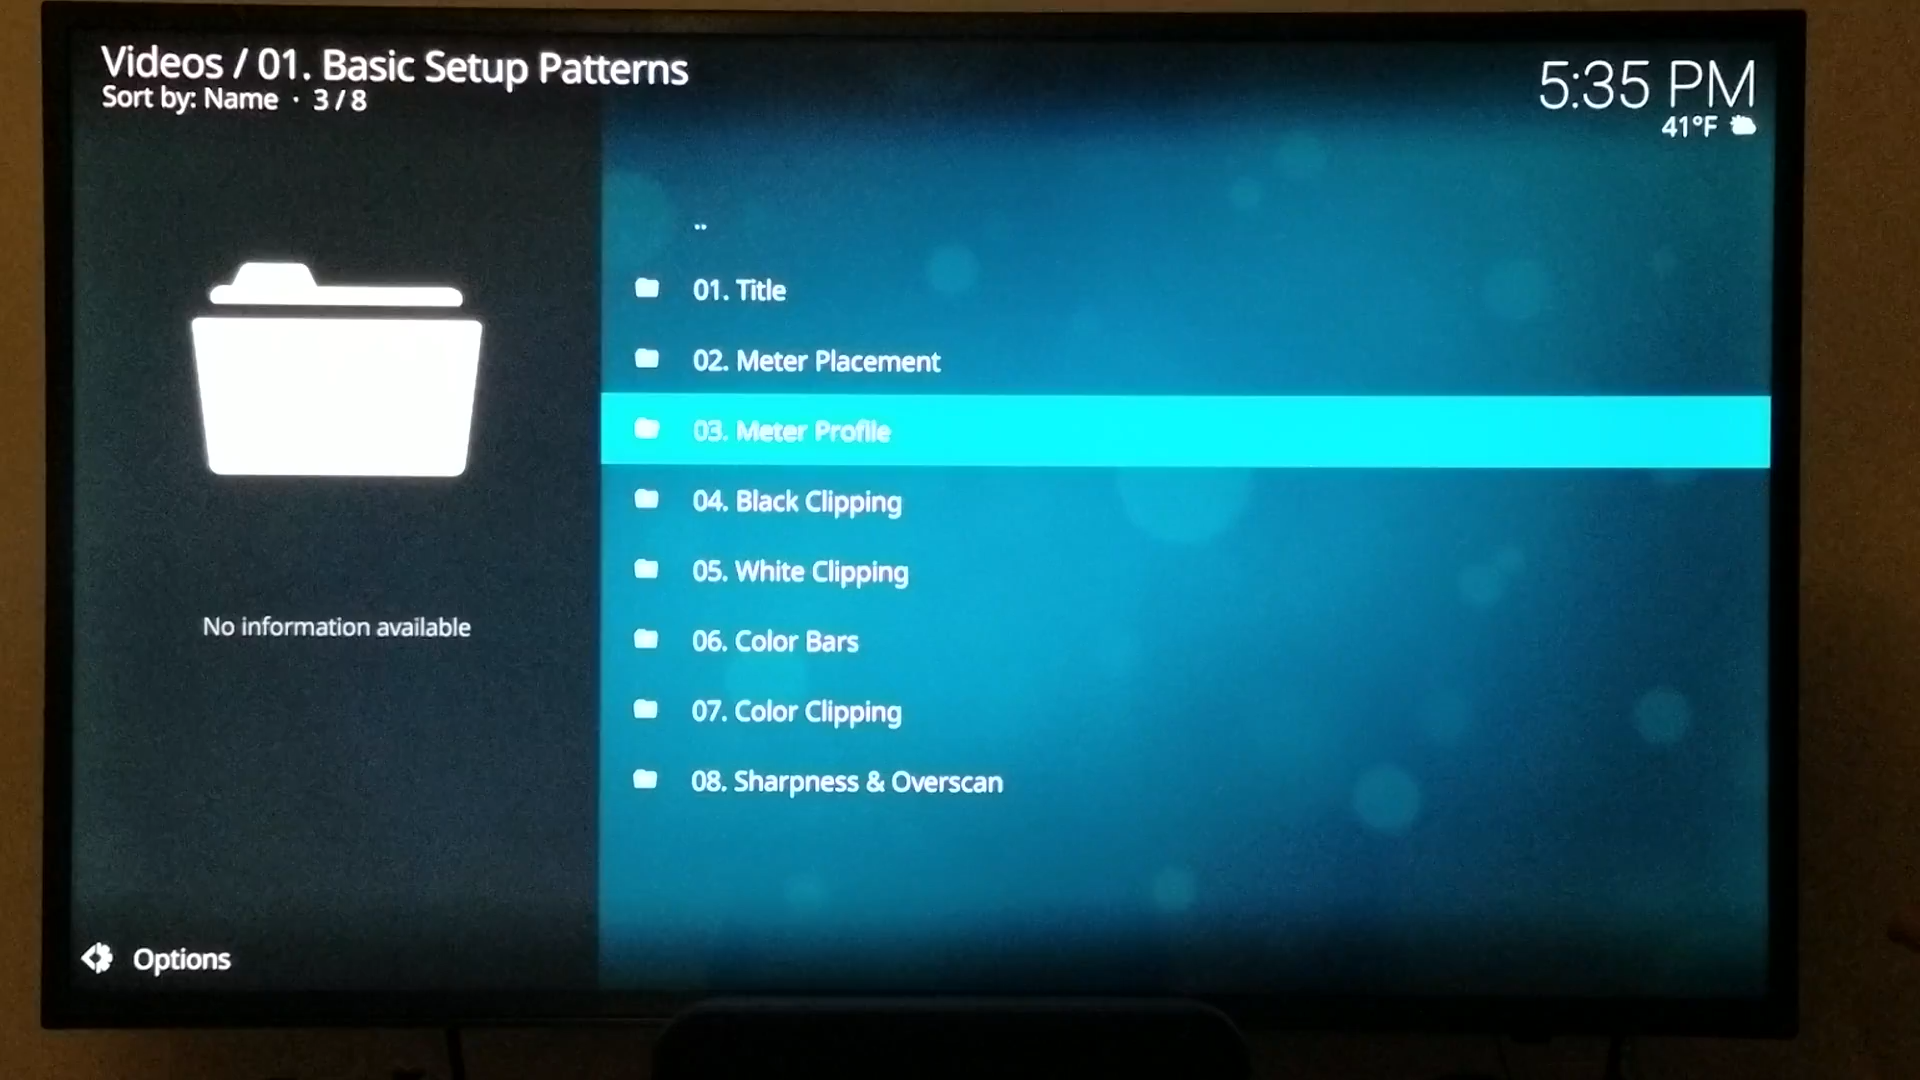 Videos / 01. Basic Setup Patterns
Sort by: Name · 3 / 8
5:35 PM
41°F
..
01. Title
02. Meter Placement
03. Meter Profile
04. Black Clipping
05. White Clipping
06. Color Bars
07. Color Clipping
08. Sharpness & Overscan
No information available
Options